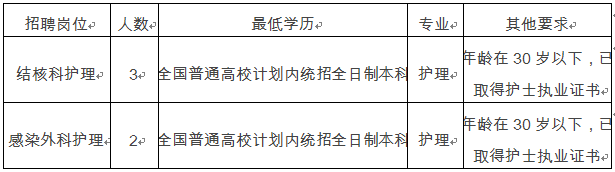 招聘岗位 人数 最低学历 专业 其他要求
结核科护理 3 全国普通高校计划内统招全日制本科 护理 年龄在 30 岁以下，已
取得护士执业证书
感染外科护理 2 全国普通高校计划内统招全日制本科 护理 年龄在 30 岁以下，已
取得护士执业证书